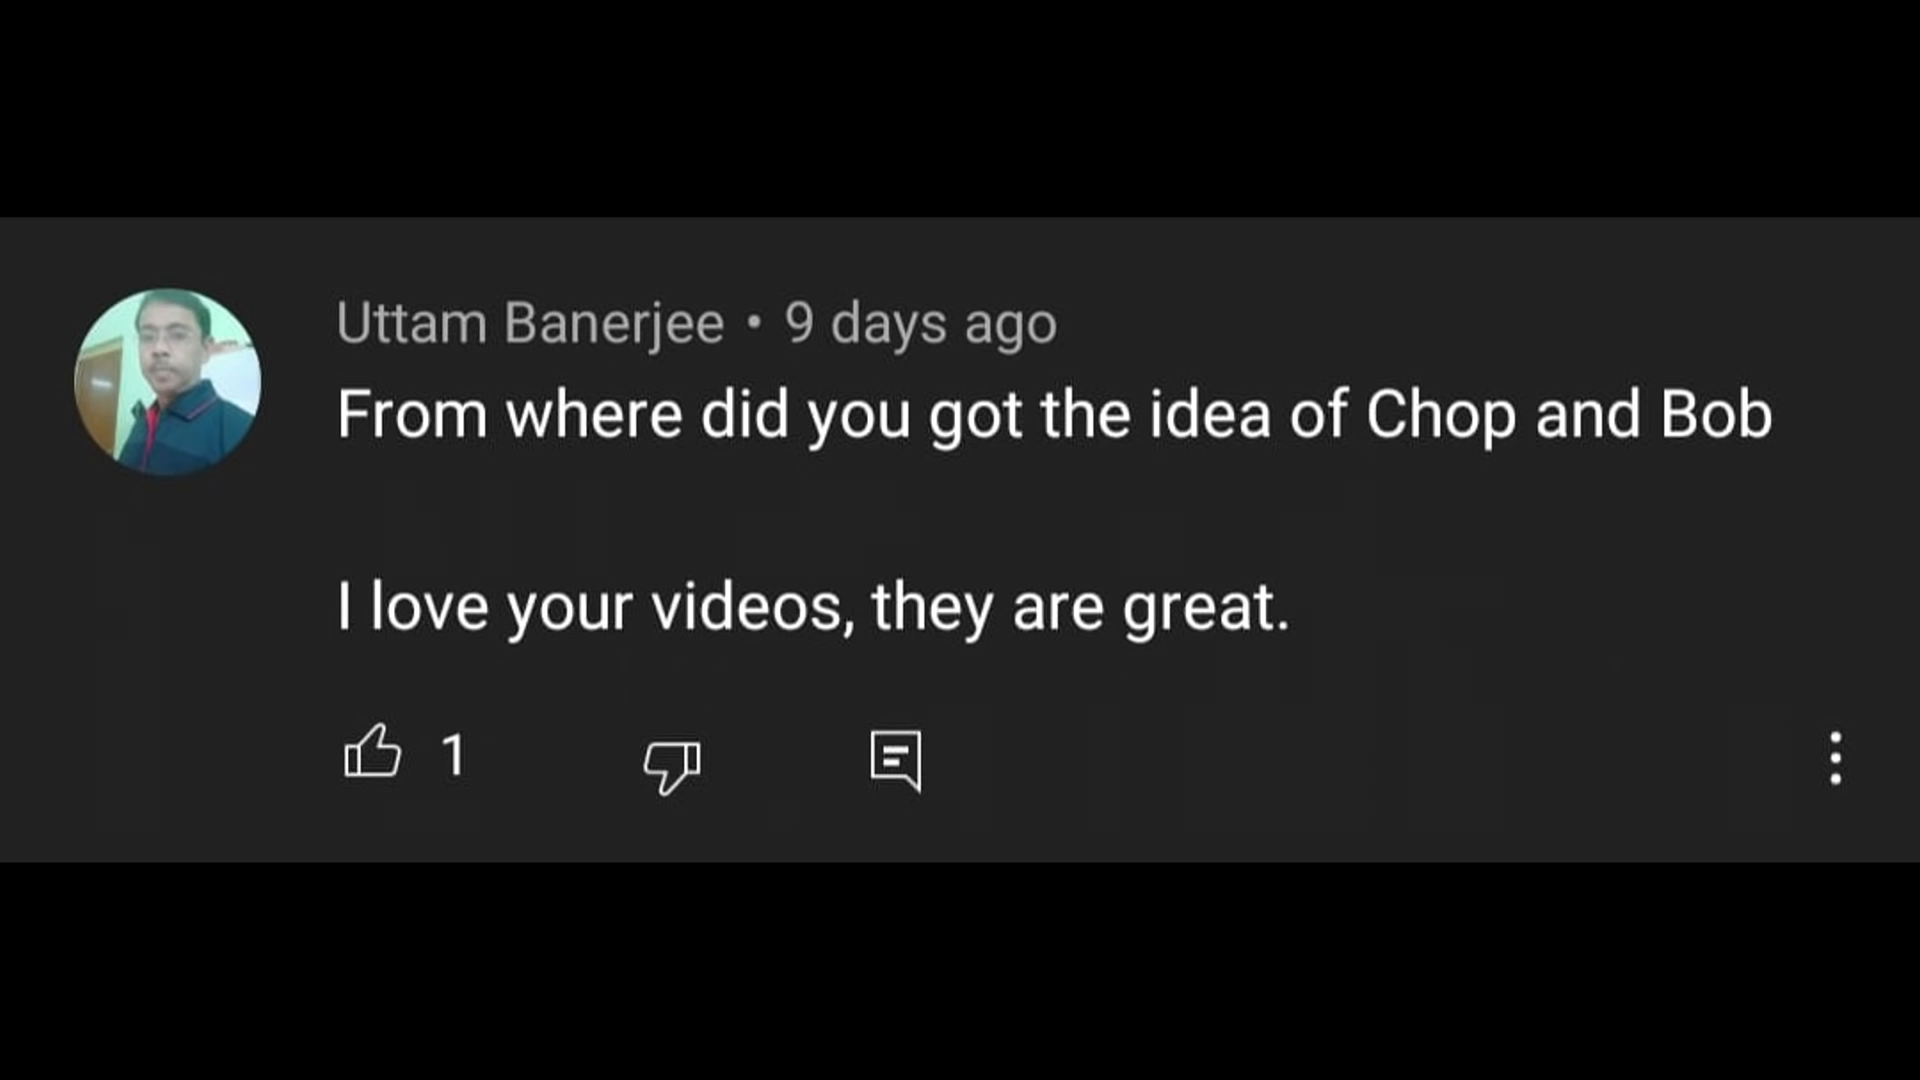 Uttam Banerjee • 9 days ago
From where did you got the idea of Chop and Bob
I love your videos, they are great.
1